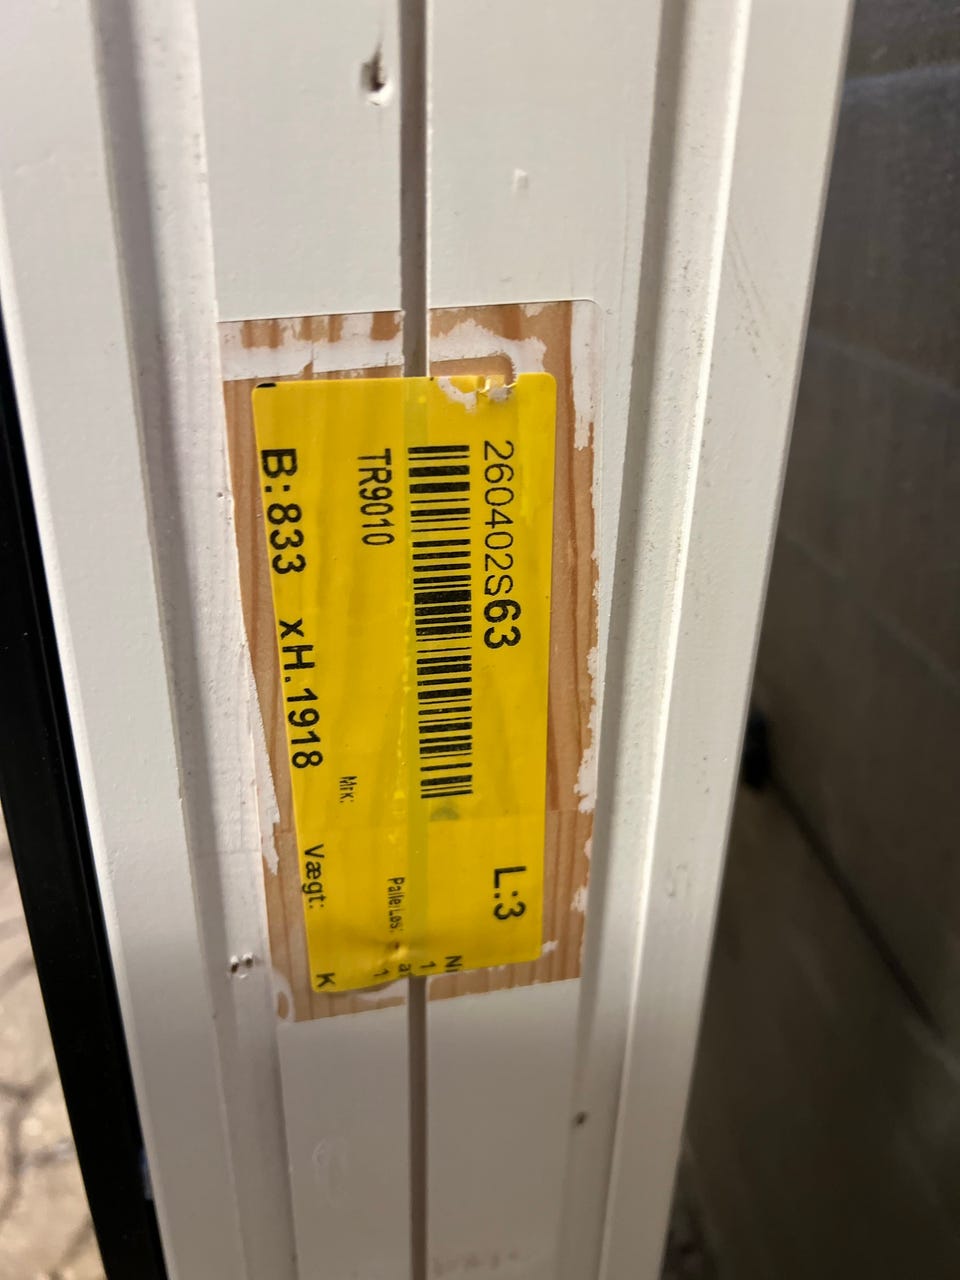 260402S63
L:3
TR9010
Palle/Løs: -
Mrk:
B:833 xH.1918 Vægt:
K